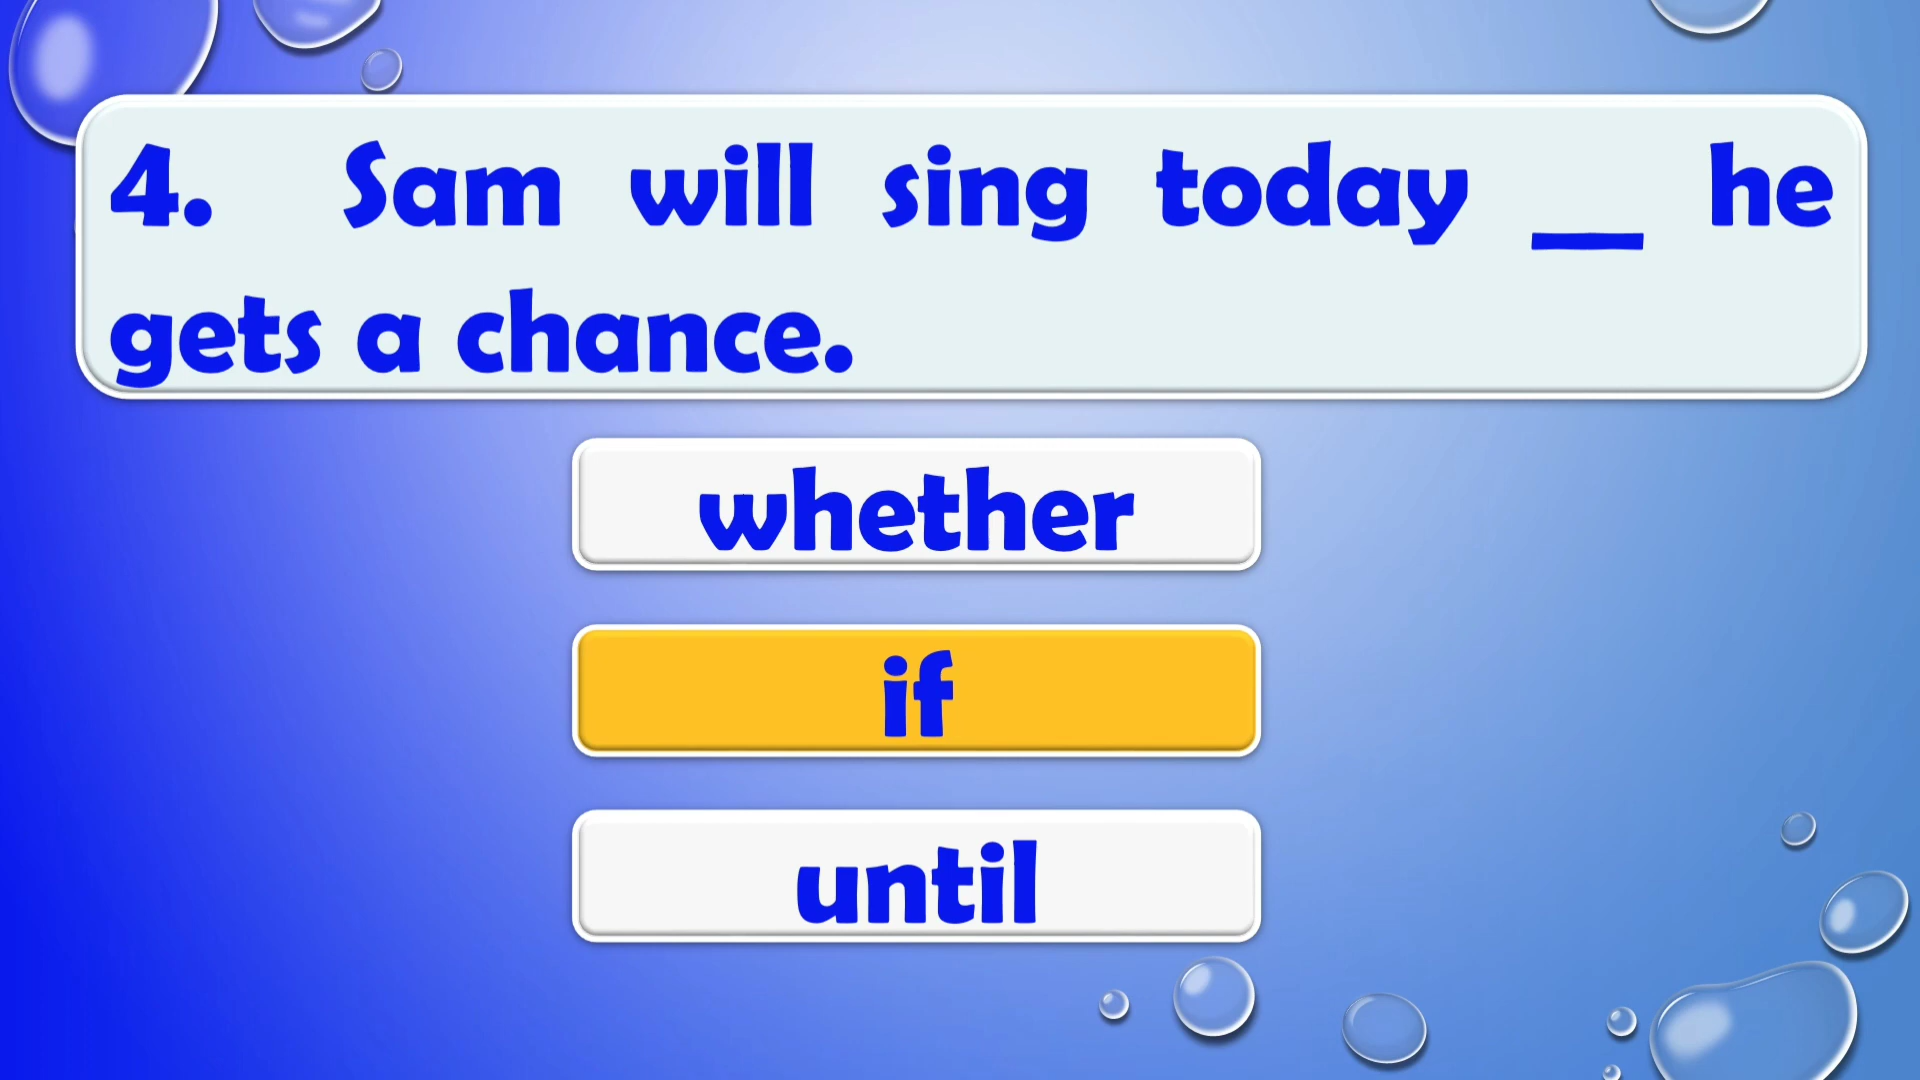 4. Sam will sing today __ he
gets a chance.
whether
if
until